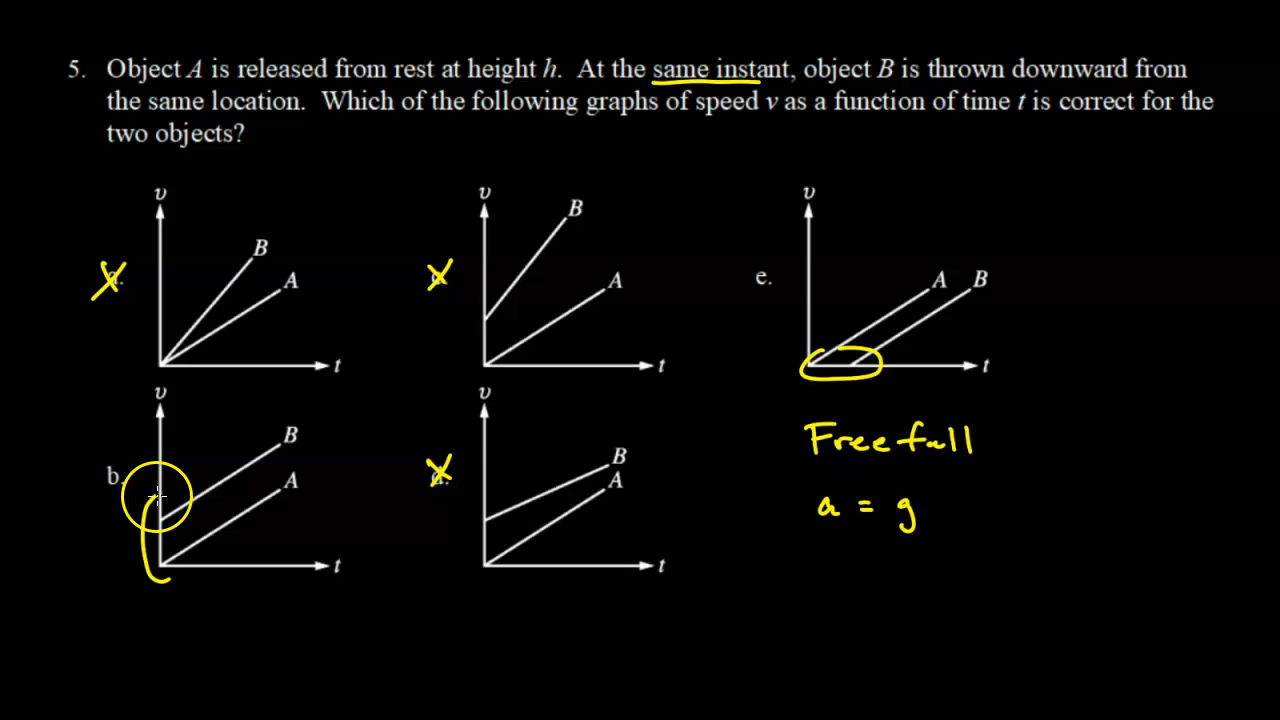 5. Object A is released from rest at height h. At the same instant, object B is thrown downward from
the same location. Which of the following graphs of speed v as a function of time t is correct for the
two objects?
v
B
A
t
v
B
A
t
e.
v
A
B
t
b.
v
B
A
t
v
B
A
t
Free fall
a = g